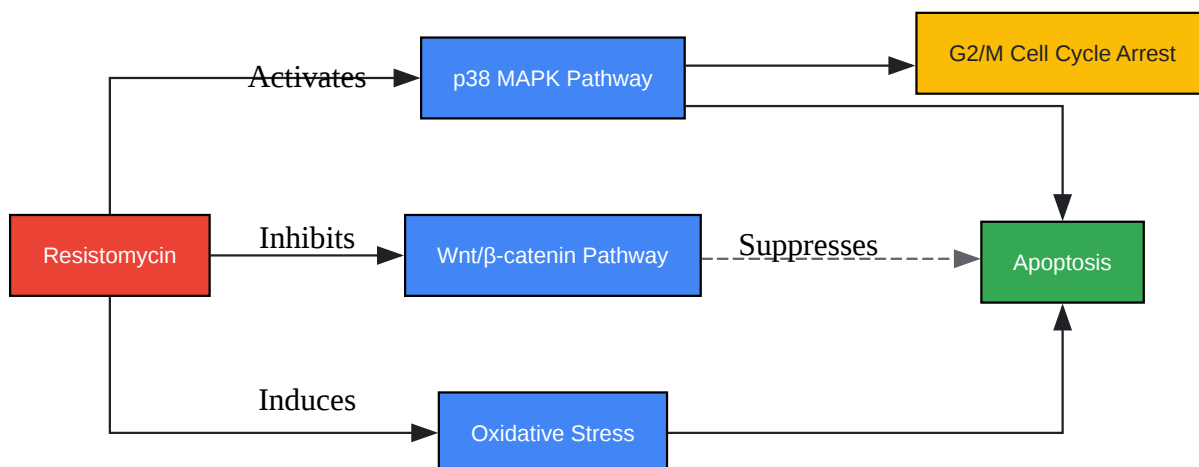 G2/M Cell Cycle Arrest
Activates
p38 MAPK Pathway
Resistomycin
Inhibits
Wnt/β-catenin Pathway
Suppresses
Apoptosis
Induces
Oxidative Stress